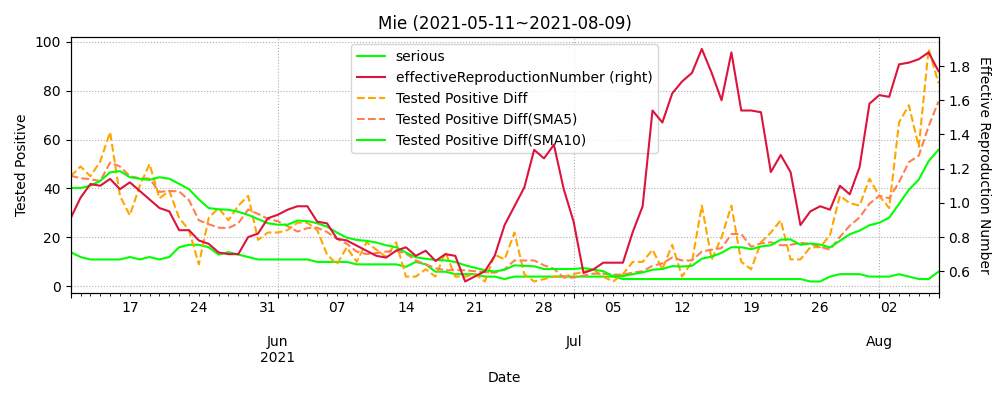 Mie (2021-05-11~2021-08-09)
serious
effectiveReproductionNumber (right)
Tested Positive Diff
Tested Positive Diff(SMA5)
Tested Positive Diff(SMA10)
Tested Positive
100
80
60
40
20
0
1.8
1.6
1.4
1.2
1.0
0.8
0.6
Effective Reproduction Number
17 24 31 07 14 21 28 05 12 19 26 02
Jun Jul Aug
2021
Date